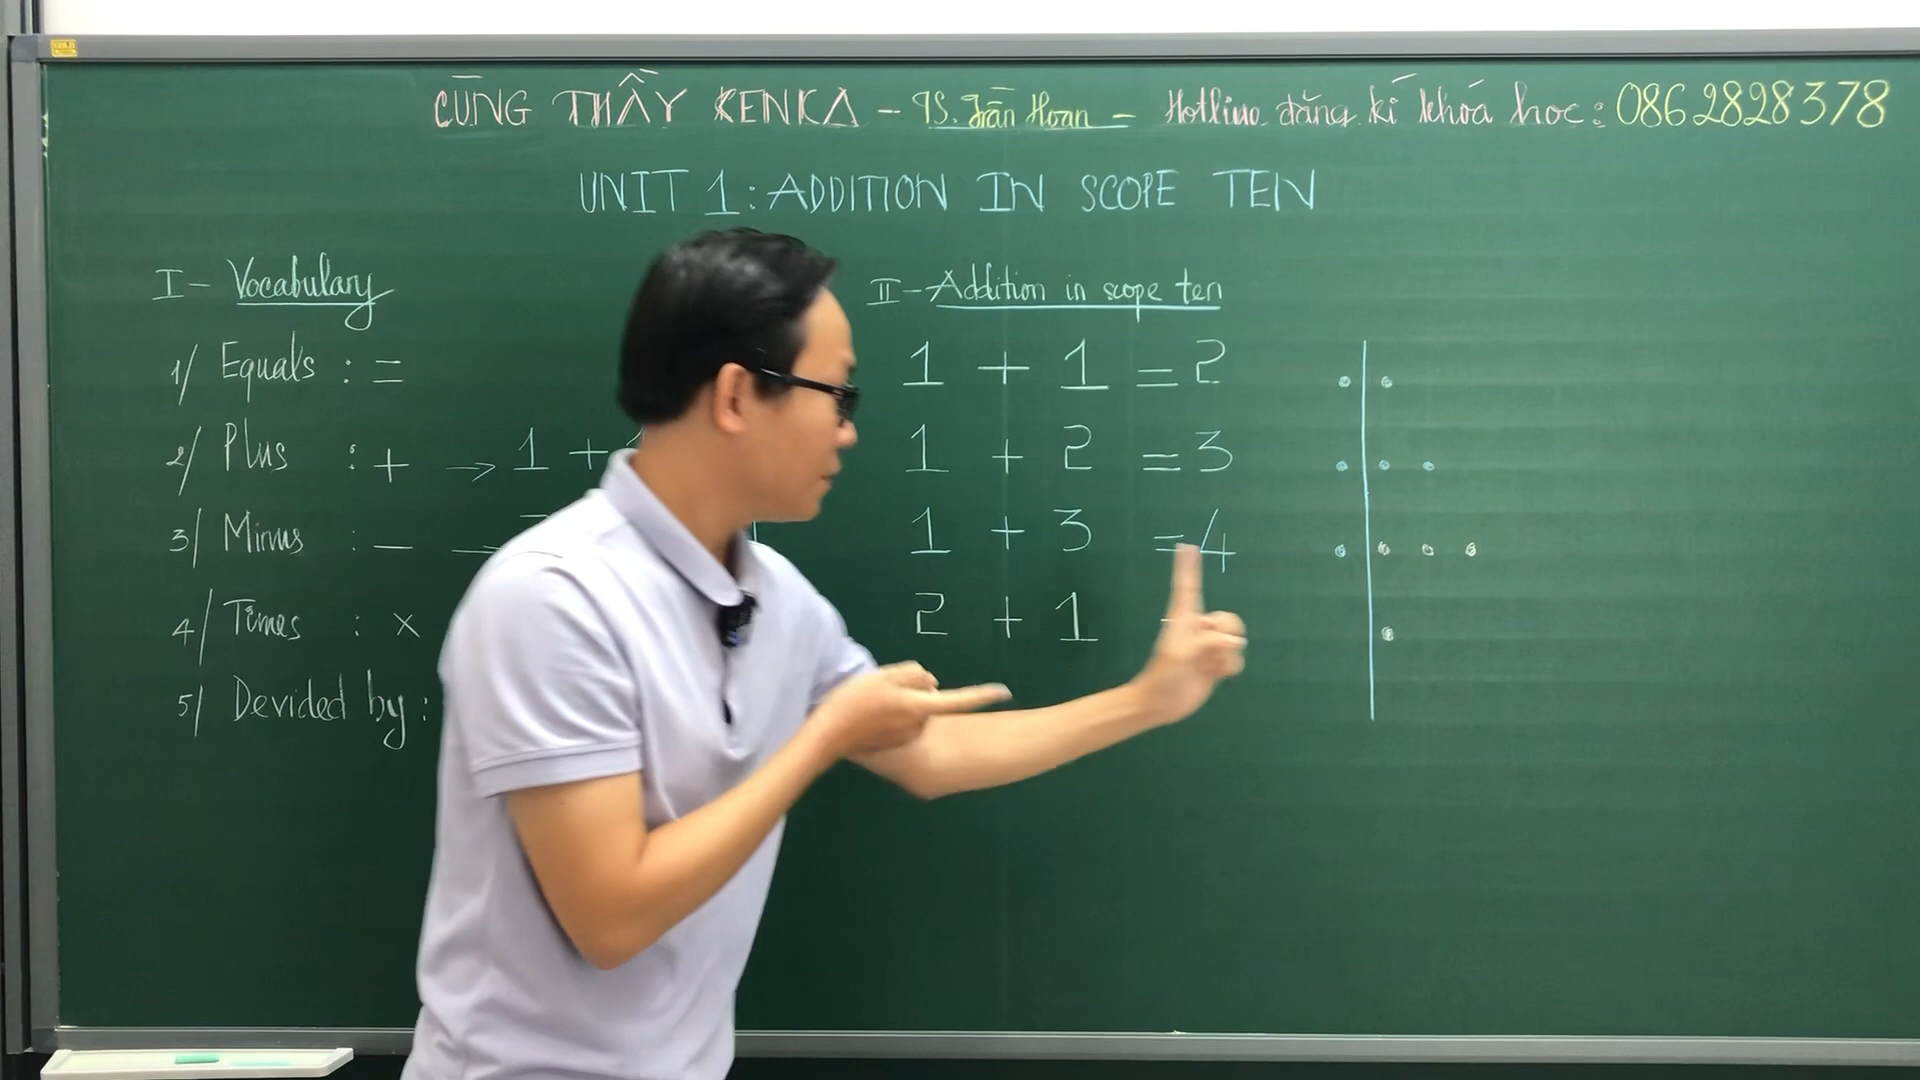 CÙNG THẦY KENKA - TS. Trần Hoan - Hotline đăng kí khóa học: 0862828378
UNIT 1: ADDITION IN SCOPE TEN
I - Vocabulary
1/ Equals : =
2/ Plus : + → 1 +
3/ Minus : —
4/ Times : ×
5/ Devided by :
II - Addition in scope ten
1 + 1 = 2
1 + 2 = 3
1 + 3 = 4
2 + 1